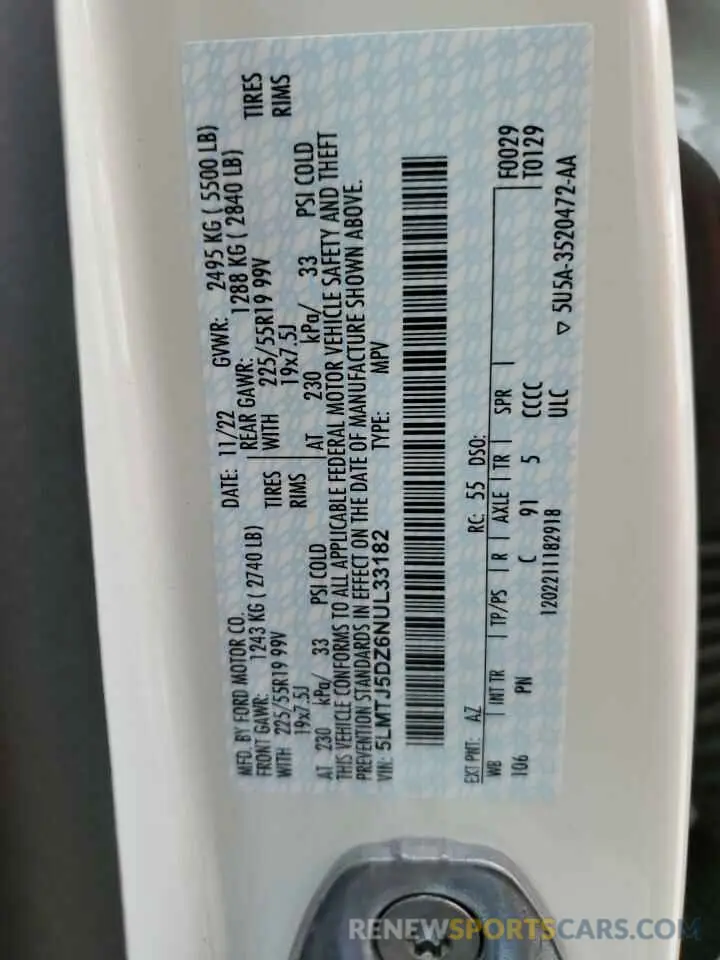 MFD. BY FORD MOTOR CO.
DATE: 11/22 GVWR: 2495 KG ( 5500 LB)
FRONT GAWR: 1243 KG ( 2740 LB) REAR GAWR: 1288 KG ( 2840 LB)
WITH 225/55R19 99V TIRES WITH 225/55R19 99V TIRES
19x7.5J RIMS 19x7.5J RIMS
AT 230 kPa/ 33 PSI COLD AT 230 kPa/ 33 PSI COLD
THIS VEHICLE CONFORMS TO ALL APPLICABLE FEDERAL MOTOR VEHICLE SAFETY AND THEFT
PREVENTION STANDARDS IN EFFECT ON THE DATE OF MANUFACTURE SHOWN ABOVE.
VIN: 5LMTJ5DZ6NUL33182 TYPE: MPV
EXT PNT: AZ RC: 55 DSO:
WB INT TR TP/PS R AXLE TR SPR F0029
106 PN C 91 5 CCCC T0129
1202211182918 ULC
▽ 5U5A-3520472-AA
RENEWSPORTSCARS.COM